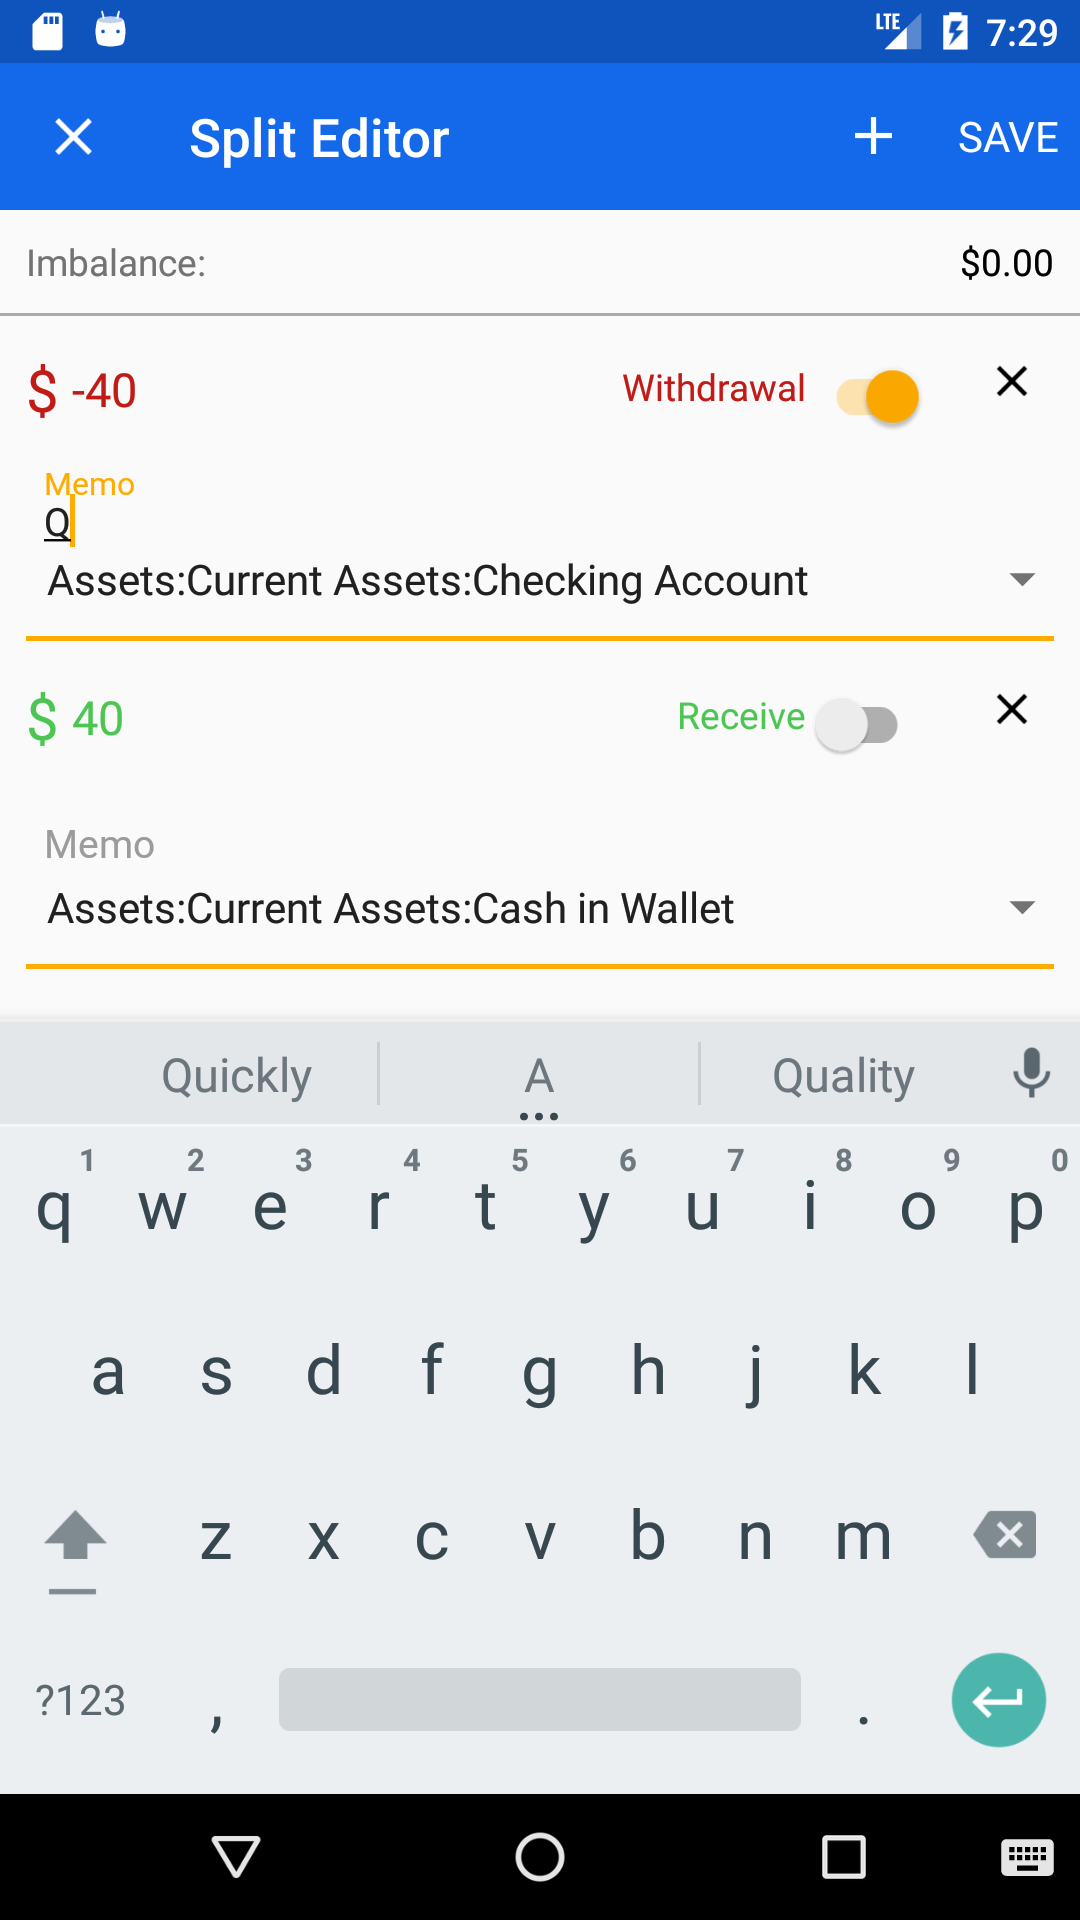 LTE 7:29
Split Editor SAVE
Imbalance: $0.00
$ -40 Withdrawal
Memo
Q
Assets:Current Assets:Checking Account
$ 40 Receive
Memo
Assets:Current Assets:Cash in Wallet
Quickly A Quality
1 2 3 4 5 6 7 8 9 0
q w e r t y u i o p
a s d f g h j k l
z x c v b n m
?123 , .